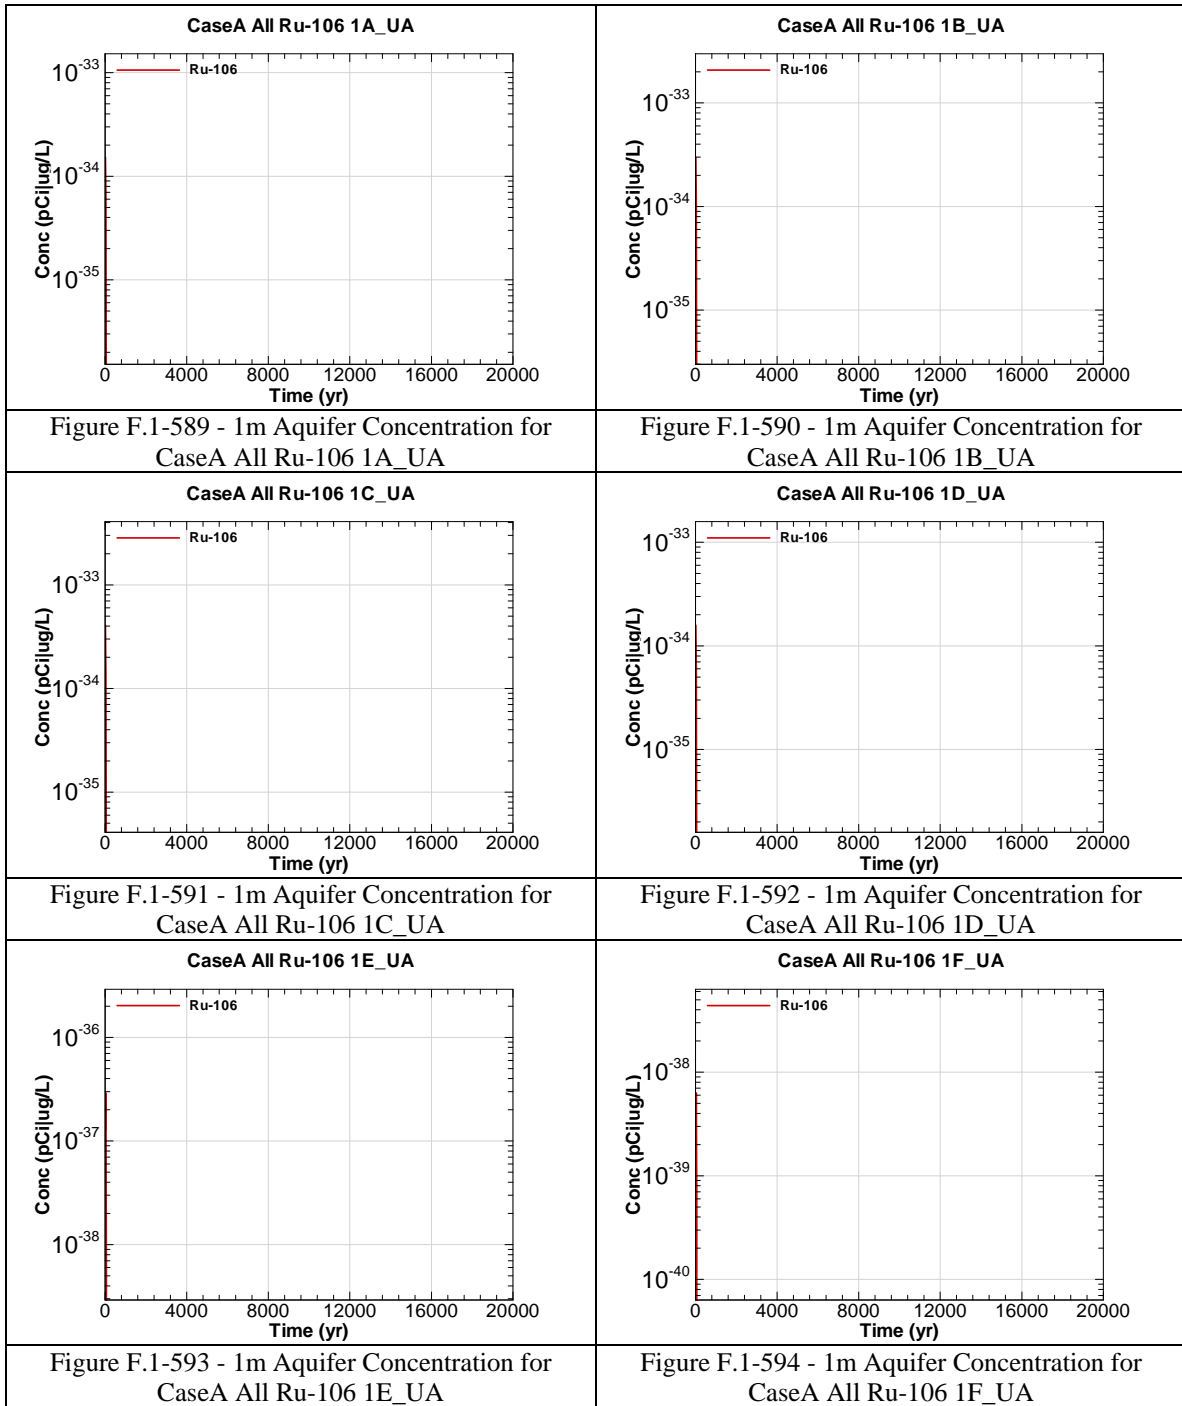 CaseA All Ru-106 1A_UA
Ru-106
10-33
10-34
10-35
Conc (pCi|ug/L)
0 4000 8000 12000 16000 20000
Time (yr)
Figure F.1-589 - 1m Aquifer Concentration for
CaseA All Ru-106 1A_UA
CaseA All Ru-106 1B_UA
Ru-106
10-33
10-34
10-35
Conc (pCi|ug/L)
0 4000 8000 12000 16000 20000
Time (yr)
Figure F.1-590 - 1m Aquifer Concentration for
CaseA All Ru-106 1B_UA
CaseA All Ru-106 1C_UA
Ru-106
10-33
10-34
10-35
Conc (pCi|ug/L)
0 4000 8000 12000 16000 20000
Time (yr)
Figure F.1-591 - 1m Aquifer Concentration for
CaseA All Ru-106 1C_UA
CaseA All Ru-106 1D_UA
Ru-106
10-33
10-34
10-35
Conc (pCi|ug/L)
0 4000 8000 12000 16000 20000
Time (yr)
Figure F.1-592 - 1m Aquifer Concentration for
CaseA All Ru-106 1D_UA
CaseA All Ru-106 1E_UA
Ru-106
10-36
10-37
10-38
Conc (pCi|ug/L)
0 4000 8000 12000 16000 20000
Time (yr)
Figure F.1-593 - 1m Aquifer Concentration for
CaseA All Ru-106 1E_UA
CaseA All Ru-106 1F_UA
Ru-106
10-38
10-39
10-40
Conc (pCi|ug/L)
0 4000 8000 12000 16000 20000
Time (yr)
Figure F.1-594 - 1m Aquifer Concentration for
CaseA All Ru-106 1F_UA